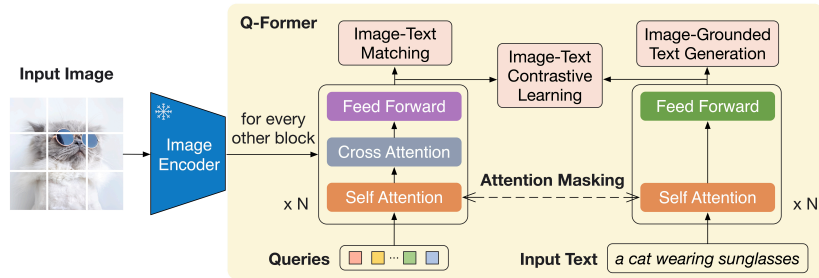 Q-Former
Image-Text
Matching
Image-Text
Contrastive
Learning
Image-Grounded
Text Generation
Input Image
Image
Encoder
for every
other block
Feed Forward
Cross Attention
Self Attention
x N
Attention Masking
Feed Forward
Self Attention
x N
Queries
...
Input Text
a cat wearing sunglasses